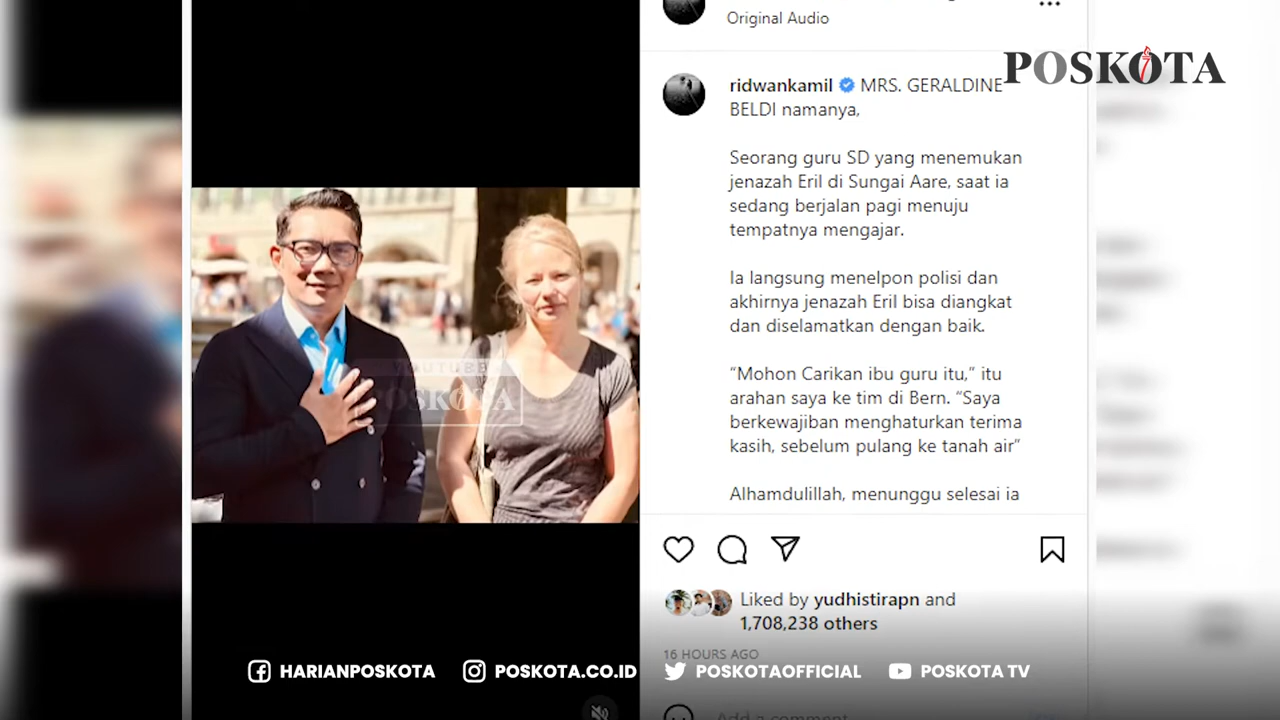 Original Audio
POSKOTA
ridwankamil MRS. GERALDINE
BELDI namanya,
Seorang guru SD yang menemukan
jenazah Eril di Sungai Aare, saat ia
sedang berjalan pagi menuju
tempatnya mengajar.
Ia langsung menelpon polisi dan
akhirnya jenazah Eril bisa diangkat
dan diselamatkan dengan baik.
“Mohon Carikan ibu guru itu,” itu
arahan saya ke tim di Bern. “Saya
berkewajiban menghaturkan terima
kasih, sebelum pulang ke tanah air”
Alhamdulillah, menunggu selesai ia
YOUTUBE
POSKOTA
Liked by yudhistirapn and
1,708,238 others
16 HOURS AGO
HARIANPOSKOTA POSKOTA.CO.ID POSKOTAOFFICIAL POSKOTA TV
Add a comment